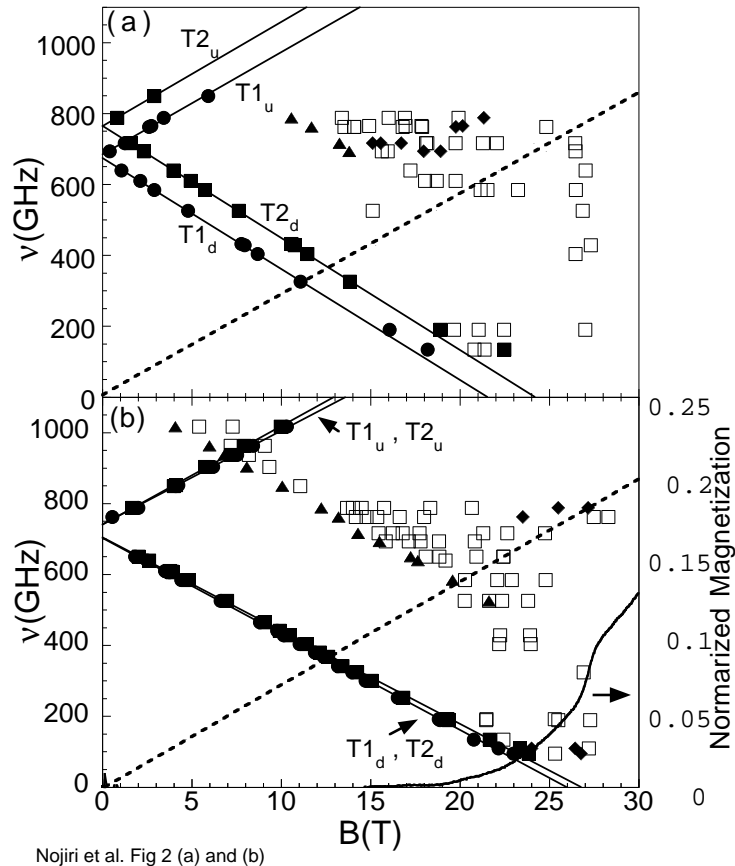 (a)
T2u
T1u
T2d
T1d
1000
800
600
400
200
0
ν(GHz)
(b)
T1u , T2u
T1d , T2d
1000
800
600
400
200
0
ν(GHz)
0.25
0.2
0.15
0.1
0.05
0
Normarized Magnetization
0 5 10 15 20 25 30
B(T)
Nojiri et al. Fig 2 (a) and (b)